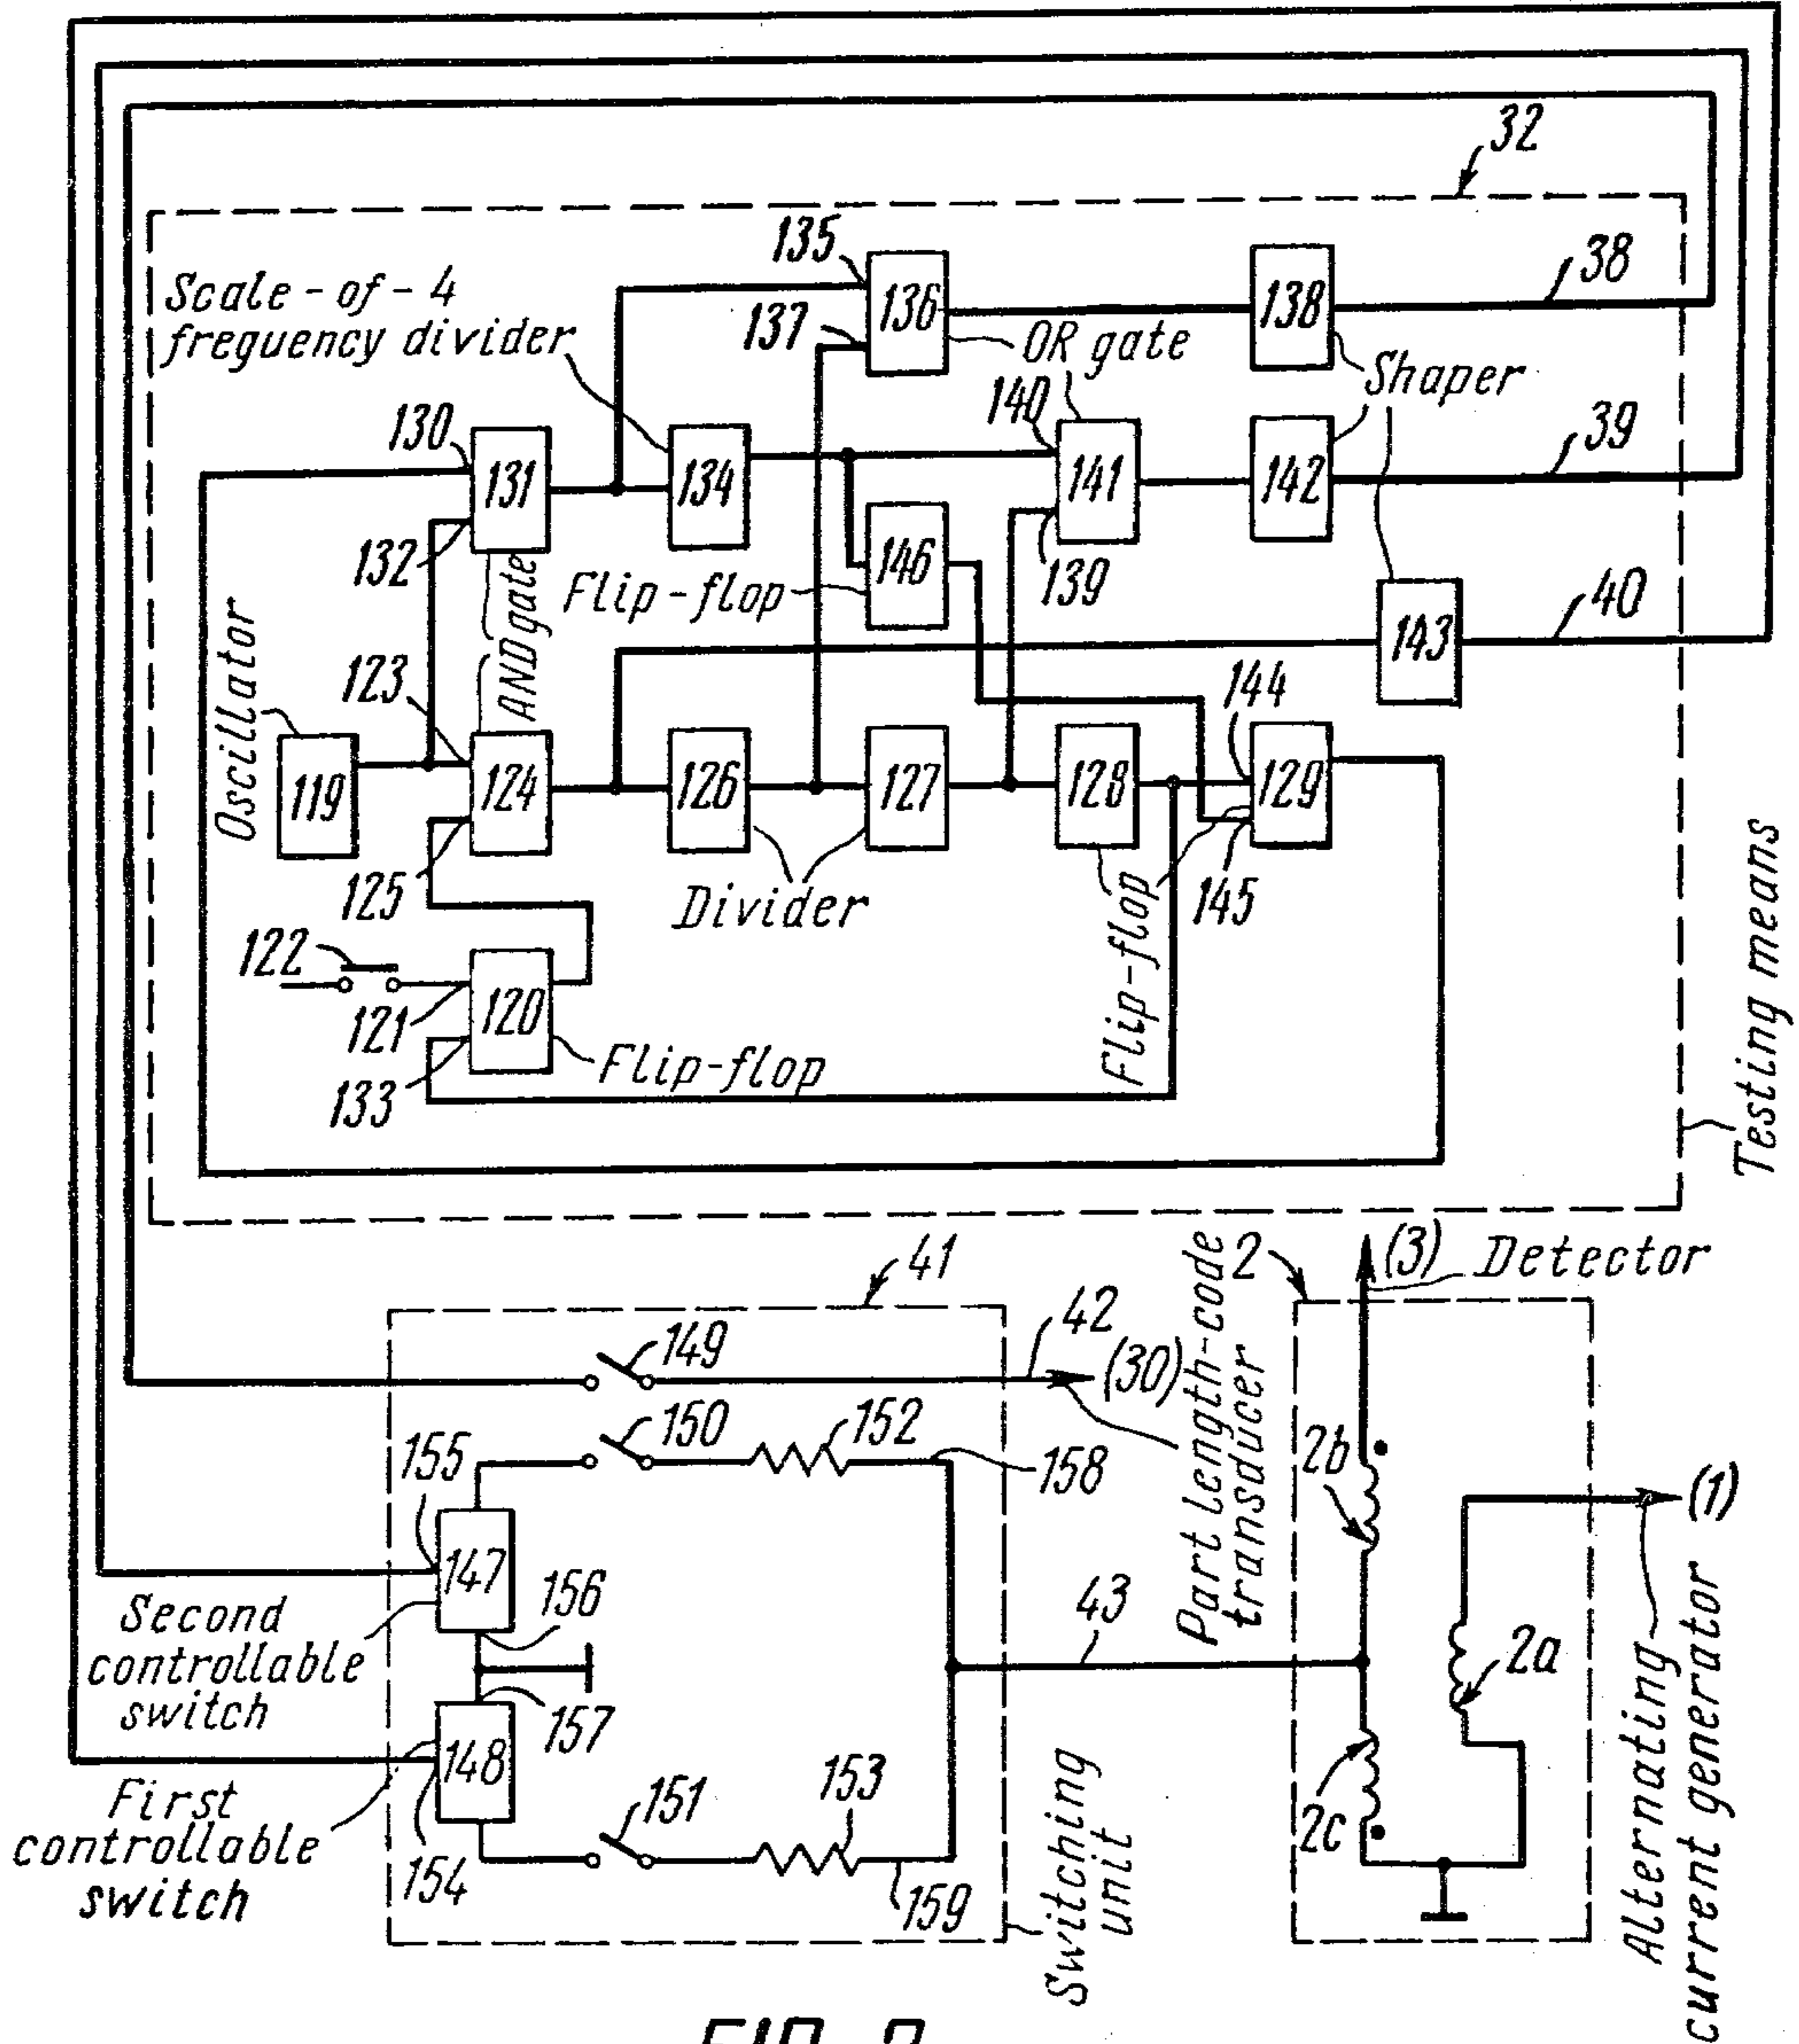 32
135
Scale-of-4
freguency divider
136
138
38
137
OR gate
Shaper
130
140
39
131
134
141
142
132
146
139
Flip-flop
AND gate
40
143
Oscillator
123
144
119
124
126
127
128
129
125
Divider
145
122
121
120
Flip-flop
133
Flip-flop
Testing means
41
2
(3)
Detector
149
42
(30)
Part length-code
transducer
150
152
155
158
2b
(1)
147
156
43
Second
controllable
switch
2a
157
148
153
151
2c
First
controllable
switch
154
159
Switching
unit
Alternating
current generator